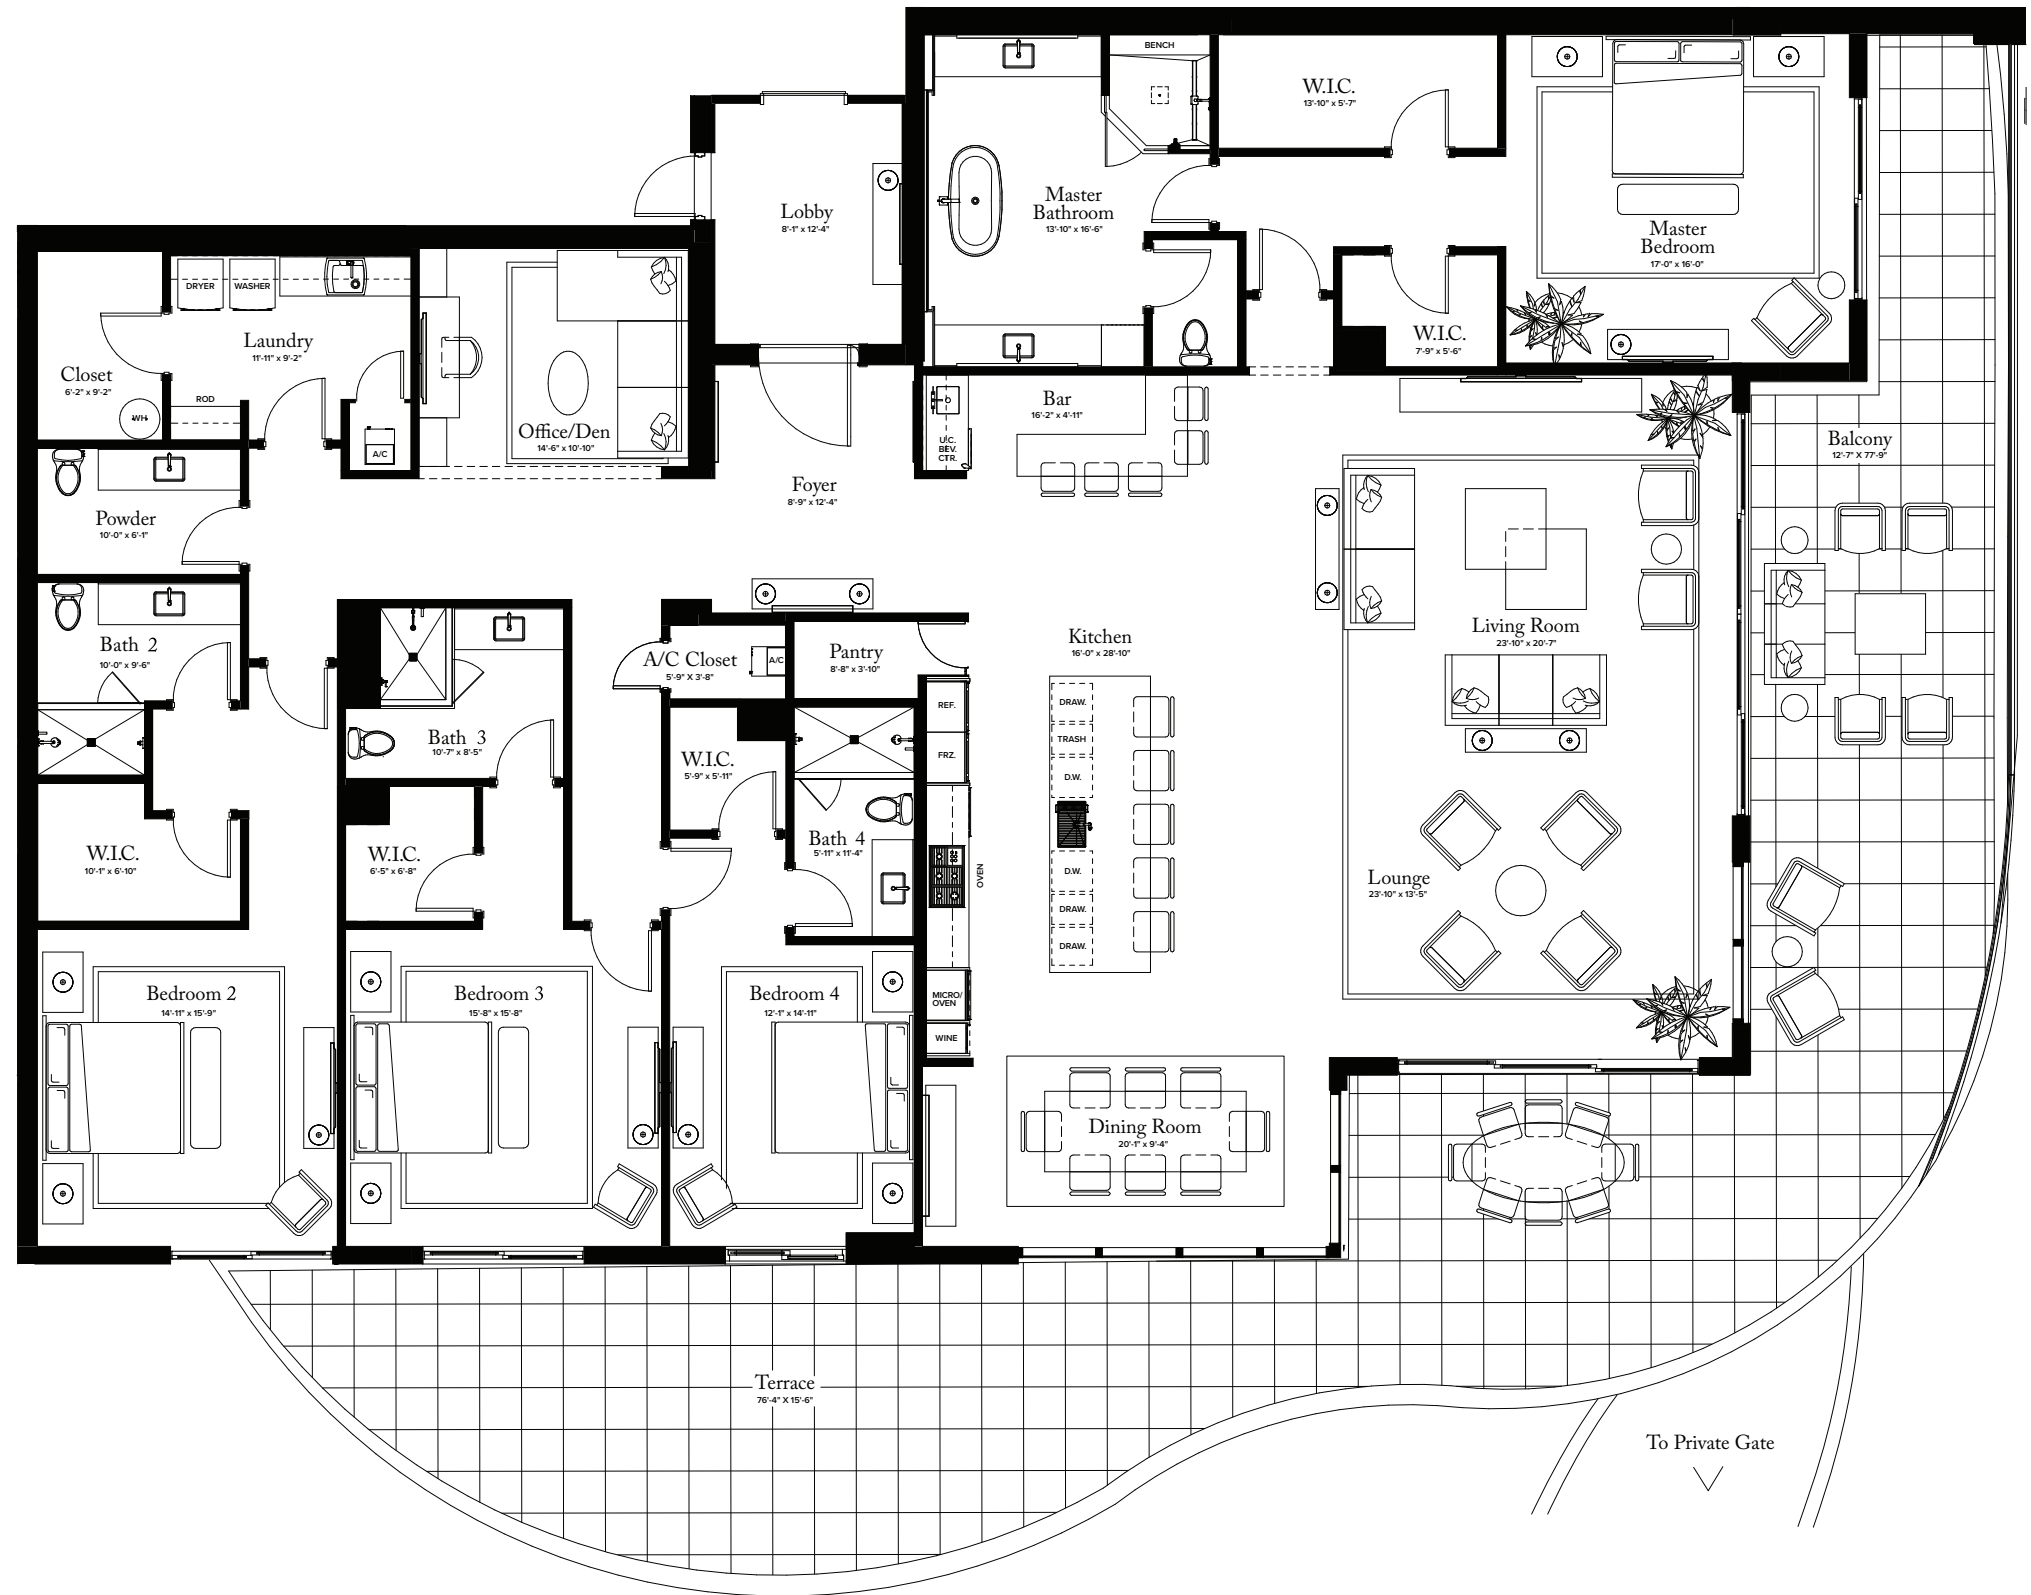 BENCH
W.I.C.
13'-10" x 5'-7"
Master
Bathroom
13'-10" x 16'-6"
Lobby
8'-1" x 12'-4"
Master
Bedroom
17'-0" x 16'-0"
W.I.C.
7'-9" x 5'-6"
DRYER
WASHER
Laundry
11'-11" x 9'-2"
Closet
6'-2" x 9'-2"
ROD
WH
A/C
Office/Den
14'-6" x 10'-10"
Bar
16'-2" x 4'-11"
U.C.
BEV.
CTR.
Balcony
12'-7" X 77'-9"
Foyer
8'-9" x 12'-4"
Powder
10'-0" x 6'-1"
Bath 2
10'-0" x 9'-6"
Bath 3
10'-7" x 8'-5"
A/C Closet
5'-9" X 3'-8"
A/C
Pantry
8'-8" x 3'-10"
Kitchen
16'-0" x 28'-10"
Living Room
23'-10" x 20'-7"
REF.
FRZ.
DRAW.
TRASH
D.W.
W.I.C.
5'-9" x 5'-11"
Bath 4
5'-11" x 11'-4"
W.I.C.
10'-1" x 6'-10"
W.I.C.
6'-5" x 6'-8"
OVEN
D.W.
DRAW.
DRAW.
Lounge
23'-10" x 13'-5"
Bedroom 2
14'-11" x 15'-9"
Bedroom 3
15'-8" x 15'-8"
Bedroom 4
12'-1" x 14'-11"
MICRO/
OVEN
WINE
Dining Room
20'-1" x 9'-4"
Terrace
76'-4" X 15'-6"
To Private Gate